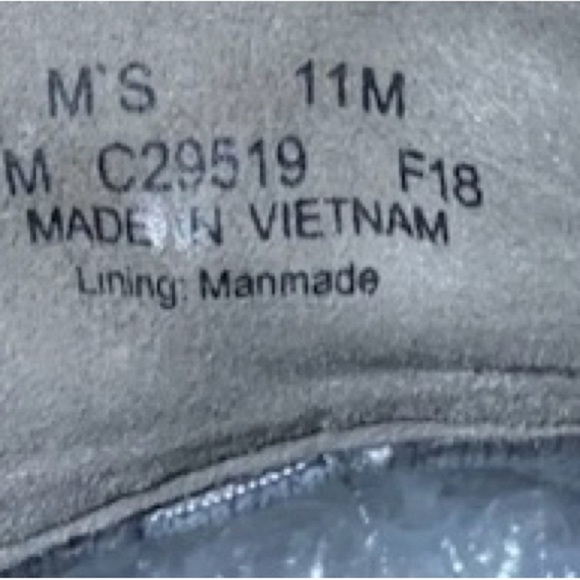 M'S 11M
M C29519 F18
MADE IN VIETNAM
Lining: Manmade